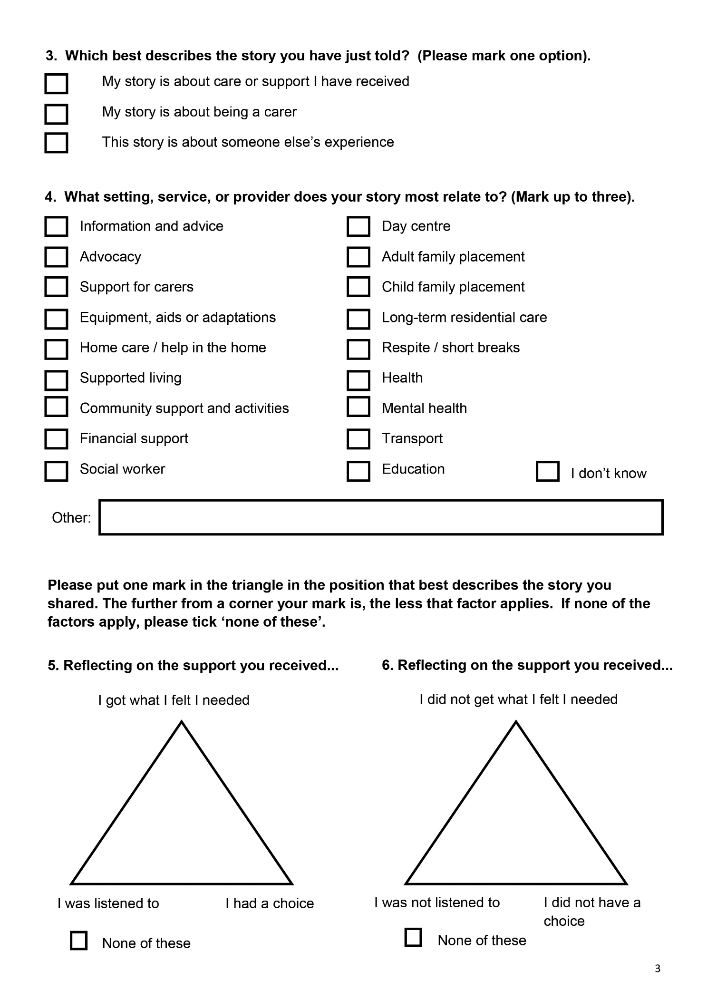 3.  Which best describes the story you have just told?  (Please mark one option).
My story is about care or support I have received
My story is about being a carer
This story is about someone else’s experience
4.  What setting, service, or provider does your story most relate to? (Mark up to three).
Information and advice
Advocacy
Support for carers
Equipment, aids or adaptations
Home care / help in the home
Supported living
Community support and activities
Financial support
Social worker
Day centre
Adult family placement
Child family placement
Long-term residential care
Respite / short breaks
Health
Mental health
Transport
Education
I don’t know
Other:
Please put one mark in the triangle in the position that best describes the story you
shared. The further from a corner your mark is, the less that factor applies.  If none of the
factors apply, please tick ‘none of these’.
5. Reflecting on the support you received...
I got what I felt I needed
I was listened to
I had a choice
None of these
6. Reflecting on the support you received...
I did not get what I felt I needed
I was not listened to
I did not have a
choice
None of these
3